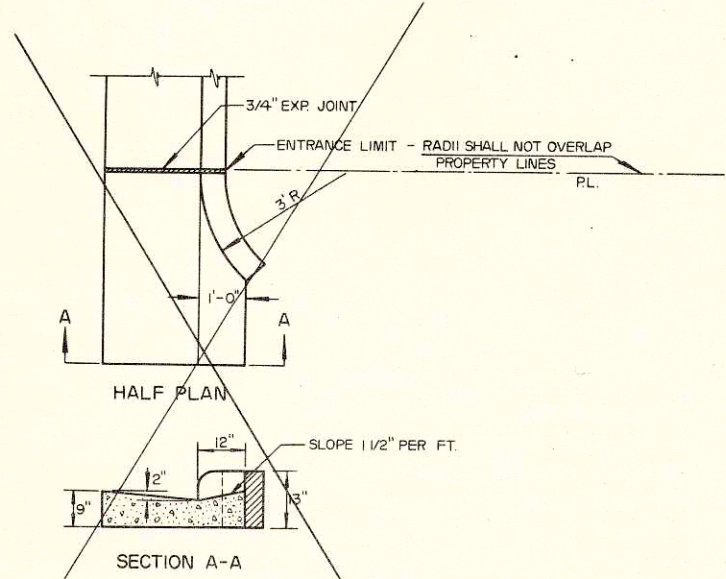 3/4" EXP. JOINT
ENTRANCE LIMIT - RADII SHALL NOT OVERLAP
PROPERTY LINES
P.L.
3' R
1'-0"
A
A
HALF PLAN
12"
SLOPE 1 1/2" PER FT.
2"
9"
3"
SECTION A-A